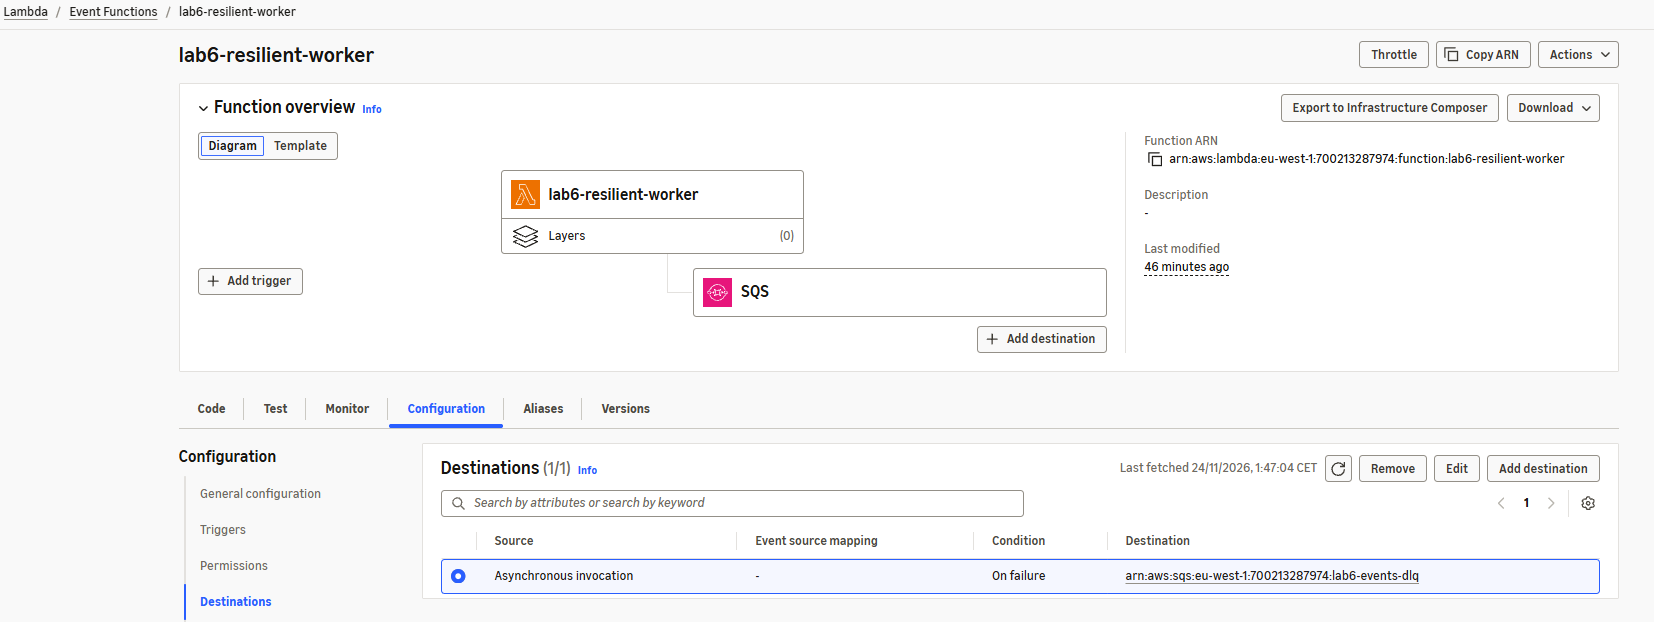 Lambda / Event Functions / lab6-resilient-worker
lab6-resilient-worker
Throttle
Copy ARN
Actions
Function overview Info
Export to Infrastructure Composer
Download
Diagram
Template
lab6-resilient-worker
Layers (0)
Add trigger
SQS
Add destination
Function ARN
arn:aws:lambda:eu-west-1:700213287974:function:lab6-resilient-worker
Description
-
Last modified
46 minutes ago
Code
Test
Monitor
Configuration
Aliases
Versions
Configuration
General configuration
Triggers
Permissions
Destinations
Destinations (1/1) Info
Last fetched 24/11/2026, 1:47:04 CET
Remove
Edit
Add destination
Search by attributes or search by keyword
1
Source Event source mapping Condition Destination
Asynchronous invocation - On failure arn:aws:sqs:eu-west-1:700213287974:lab6-events-dlq